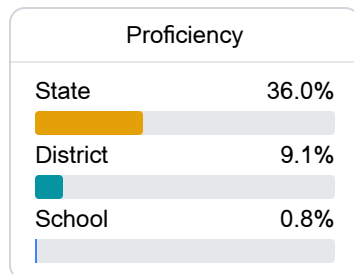 Proficiency
State 36.0%
District 9.1%
School 0.8%